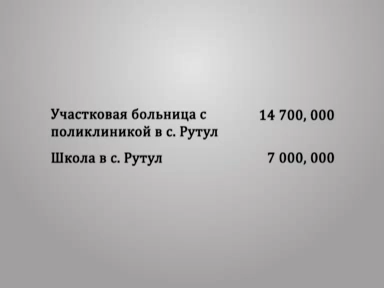 Участковая больница с 14 700, 000
поликлиникой в с. Рутул
Школа в с. Рутул 7 000, 000